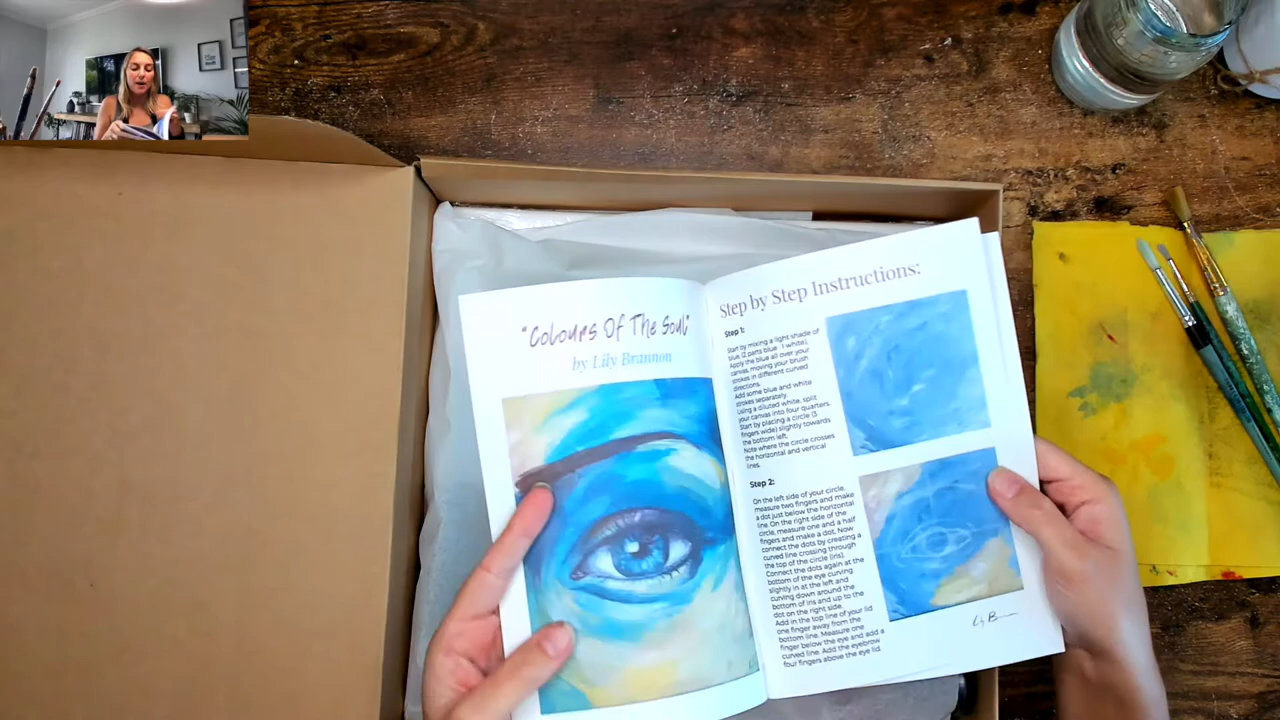 "Colours Of The Soul"
by Lily Brannon
Step by Step Instructions:
Step 1:
Start by mixing a light shade of
blue, (2 parts blue : 1 white).
Apply the blue all over your
canvas, moving your brush
strokes in different curved
directions.
Add some blue and white
strokes separately.
Using a diluted white, split
your canvas into four quarters.
Start by placing a circle (3
fingers wide) slightly towards
the bottom left.
Note where the circle crosses
the horizontal and vertical
lines.
Step 2:
On the left side of your circle,
measure two fingers and make
a dot just below the horizontal
line. On the right side of the
circle, measure one and a half
fingers and make a dot. Now
connect the dots by creating a
curved line crossing through
the top of the circle (iris).
Connect the dots again at the
bottom of the eye curving
slightly in at the left and
curving down around the
bottom of iris and up to the
dot on the right side.
Add in the top line of your lid
one finger away from the
bottom line. Measure one
finger below the eye and add a
curved line. Add the eyebrow
four fingers above the eye lid.